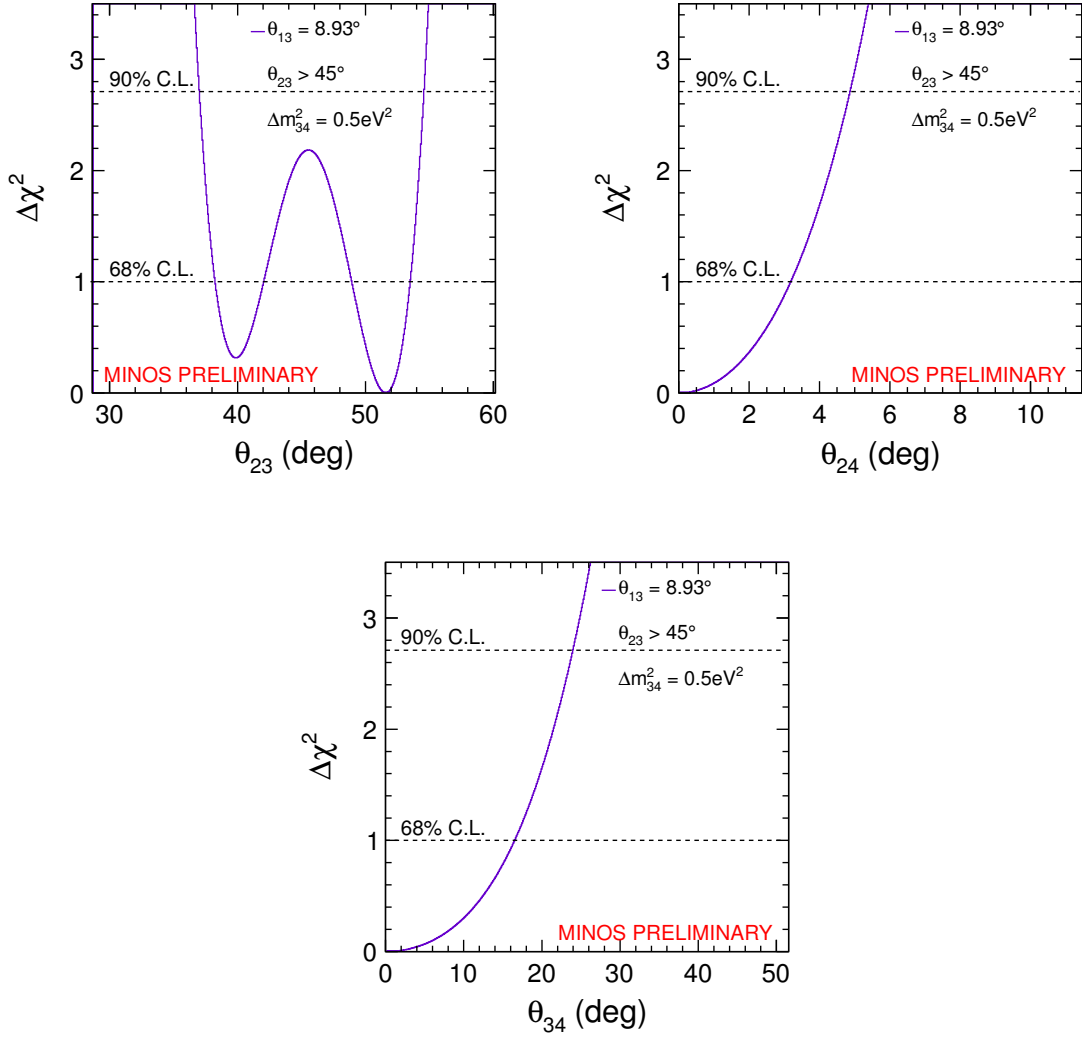 θ13 = 8.93°
3
90% C.L.
θ23 > 45°
Δm²34 = 0.5eV²
2
Δχ²
68% C.L.
1
MINOS PRELIMINARY
0
30 40 50 60
θ23 (deg)
θ13 = 8.93°
3
90% C.L.
θ23 > 45°
Δm²34 = 0.5eV²
2
Δχ²
68% C.L.
1
MINOS PRELIMINARY
0
0 2 4 6 8 10
θ24 (deg)
θ13 = 8.93°
3
90% C.L.
θ23 > 45°
Δm²34 = 0.5eV²
2
Δχ²
68% C.L.
1
MINOS PRELIMINARY
0
0 10 20 30 40 50
θ34 (deg)